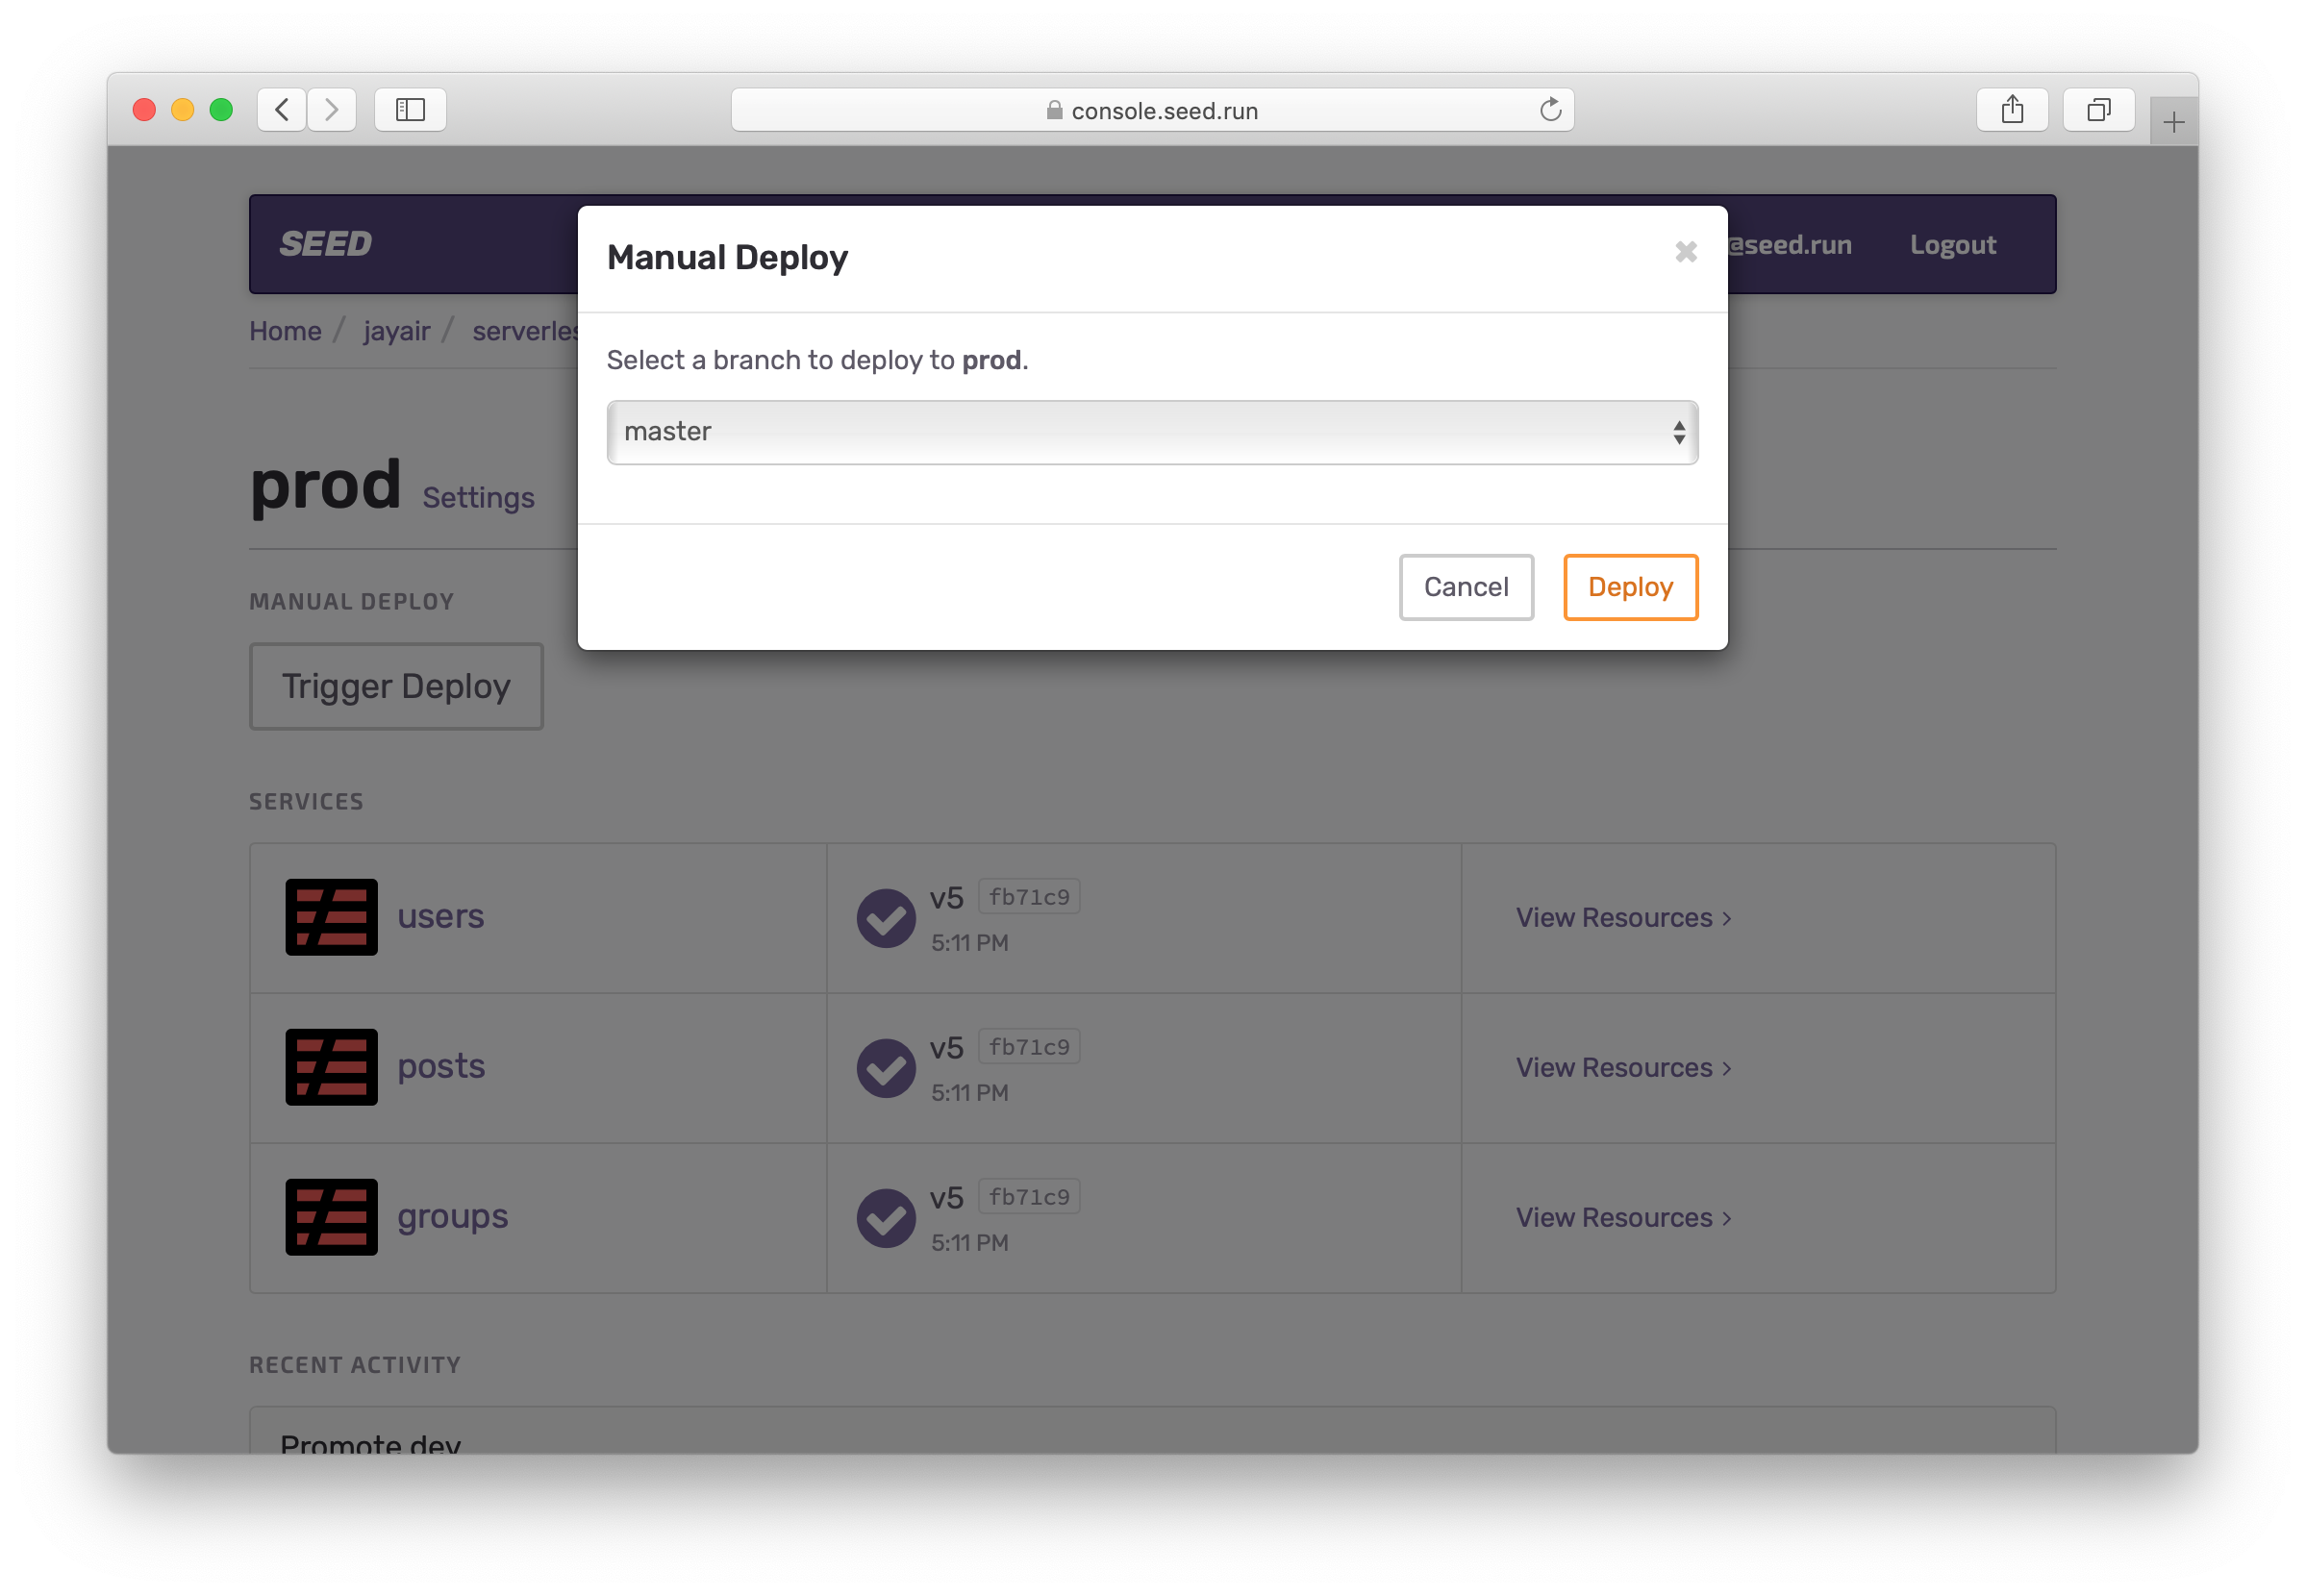 console.seed.run
SEED
@seed.run Logout
Manual Deploy
Home / jayair /
Select a branch to deploy to prod.
master
prod Settings
Cancel Deploy
MANUAL DEPLOY
Trigger Deploy
SERVICES
users v5 fb71c9 View Resources
5:11 PM
posts v5 fb71c9 View Resources
5:11 PM
groups v5 fb71c9 View Resources
5:11 PM
RECENT ACTIVITY
Promote dev